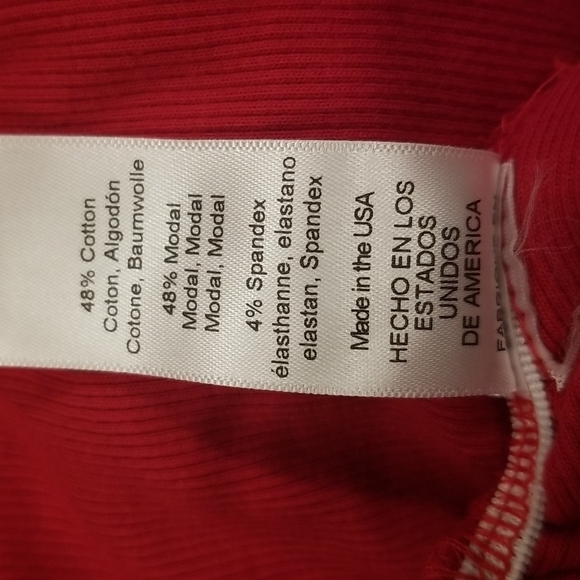 48% Cotton
Coton, Algodón
Cotone, Baumwolle
48% Modal
Modal, Modal
Modal, Modal
4% Spandex
élasthanne, elastano
elastan, Spandex
Made in the USA
HECHO EN LOS
ESTADOS
UNIDOS
DE AMERICA